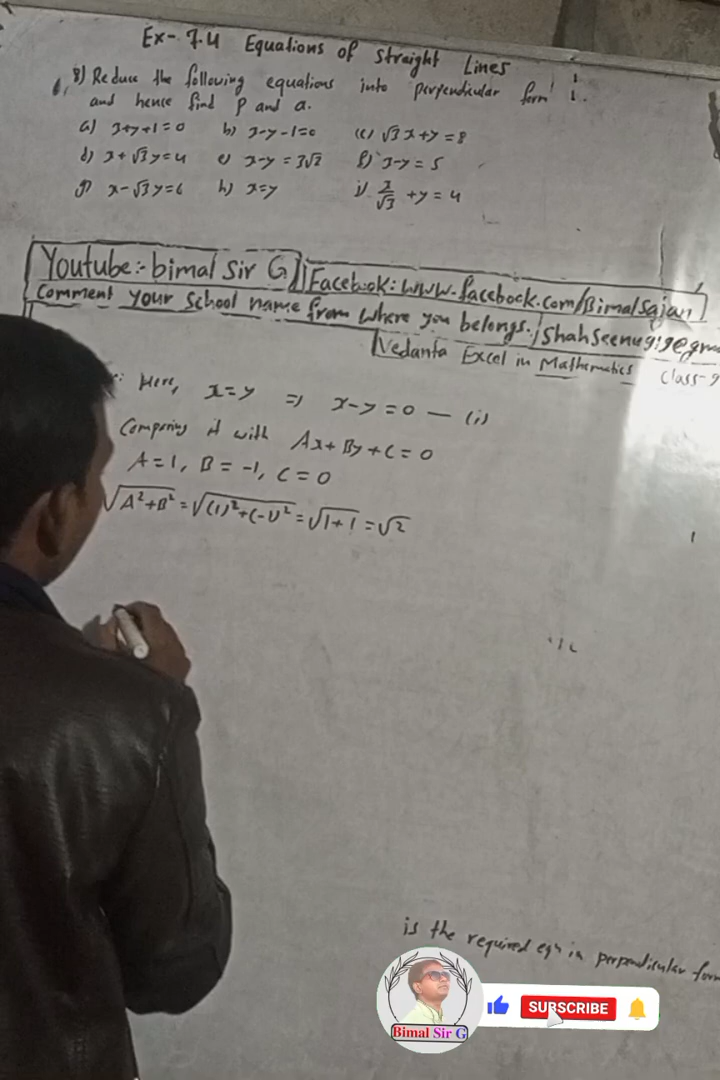 Ex- 7.4 Equations of Straight Lines
8) Reduce the following equations into perpendicular form
and hence find P and α.
a) x+y+1=0 b) x-y-1=0 (c) √3 x+y=8
d) x+√3y=4 e) x-y=3√2 f) x-y=5
g) x-√3y=6 h) x=y i) x/√3 +y=4
Youtube:- bimal Sir G Facebook: www.facebook.com/Bimalsajan
Comment your School name from where you belongs.
Vedanta Excel in Mathematics Class-9
Here, x=y ⇒ x-y=0 — (i)
Comparing it with Ax+By+C=0
A=1, B=-1, C=0
√A²+B² = √(1)²+(-1)² = √1+1 = √2
is the required eqn in perpendicular form
Bimal Sir G
SUBSCRIBE